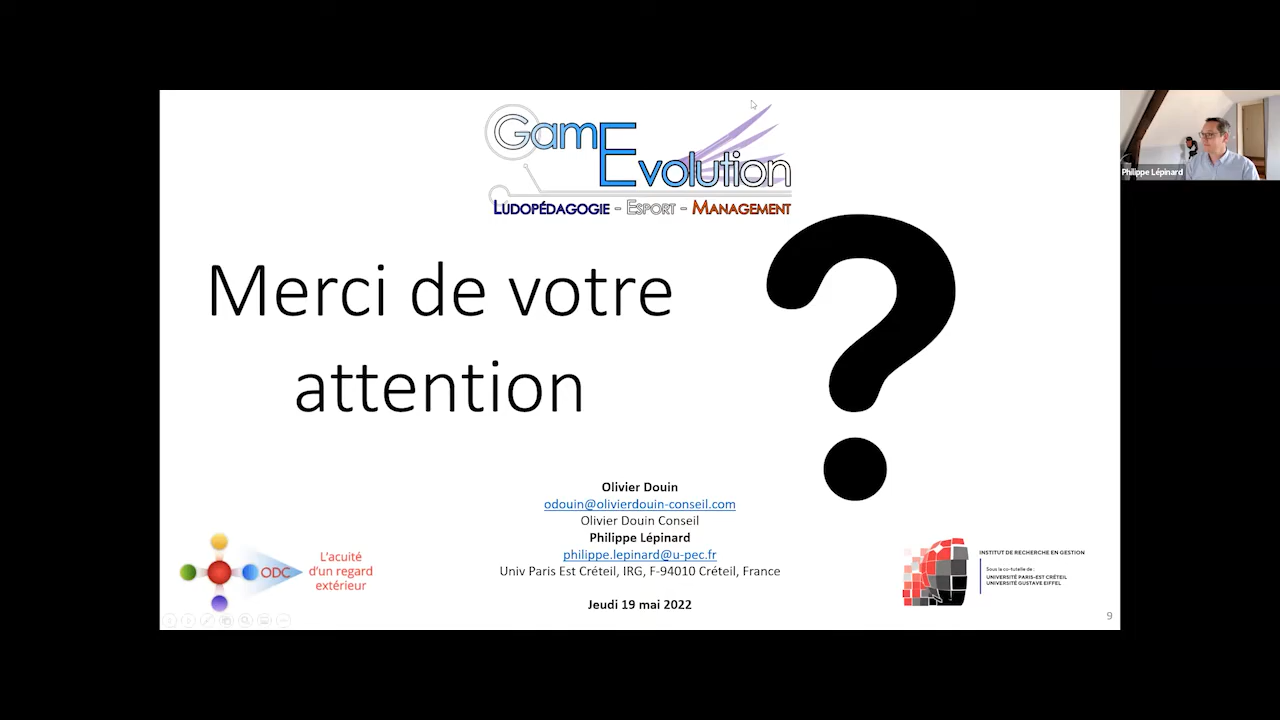 GamEvolution
LUDOPÉDAGOGIE - ESPORT - MANAGEMENT
Philippe Lépinard
Merci de votre
attention
?
Olivier Douin
odouin@olivierdouin-conseil.com
Olivier Douin Conseil
Philippe Lépinard
philippe.lepinard@u-pec.fr
Univ Paris Est Créteil, IRG, F-94010 Créteil, France
Jeudi 19 mai 2022
ODC
L'acuité
d'un regard
extérieur
INSTITUT DE RECHERCHE EN GESTION
Sous la co-tutelle de :
UNIVERSITÉ PARIS-EST CRÉTEIL
UNIVERSITÉ GUSTAVE EIFFEL
9